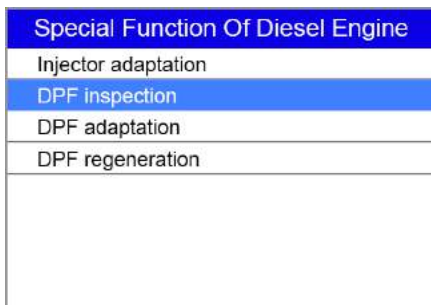 Special Function Of Diesel Engine
Injector adaptation
DPF inspection
DPF adaptation
DPF regeneration